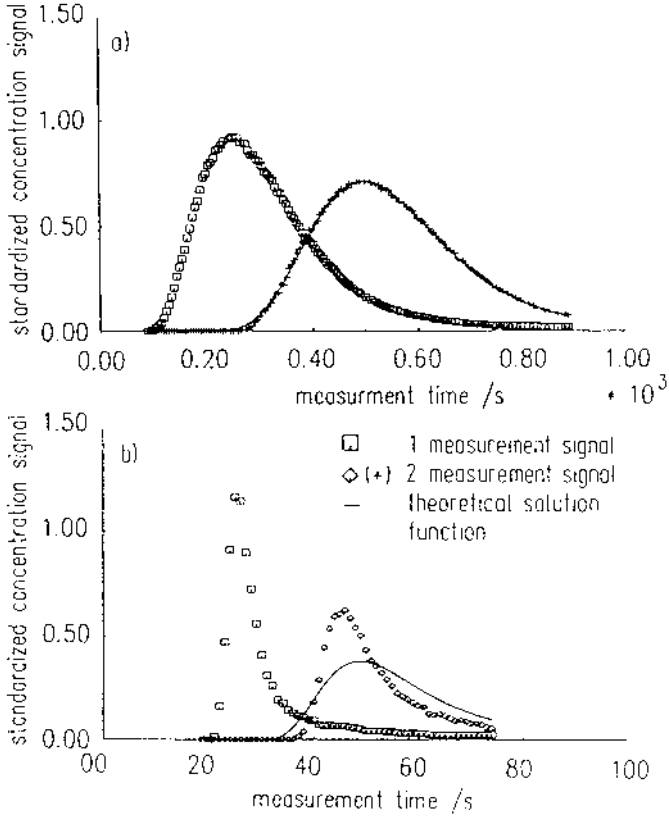 1.50
a)
1.00
0.50
0.00
0.00 0.20 0.40 0.60 0.80 1.00
measurment time /s * 10³
standardized concentration signal
1.50
b)
□ 1 measurement signal
◇ (+) 2 measurement signal
— theoretical solution
function
1.00
0.50
0.00
00 20 40 60 80 100
measurement time /s
standardized concentration signal